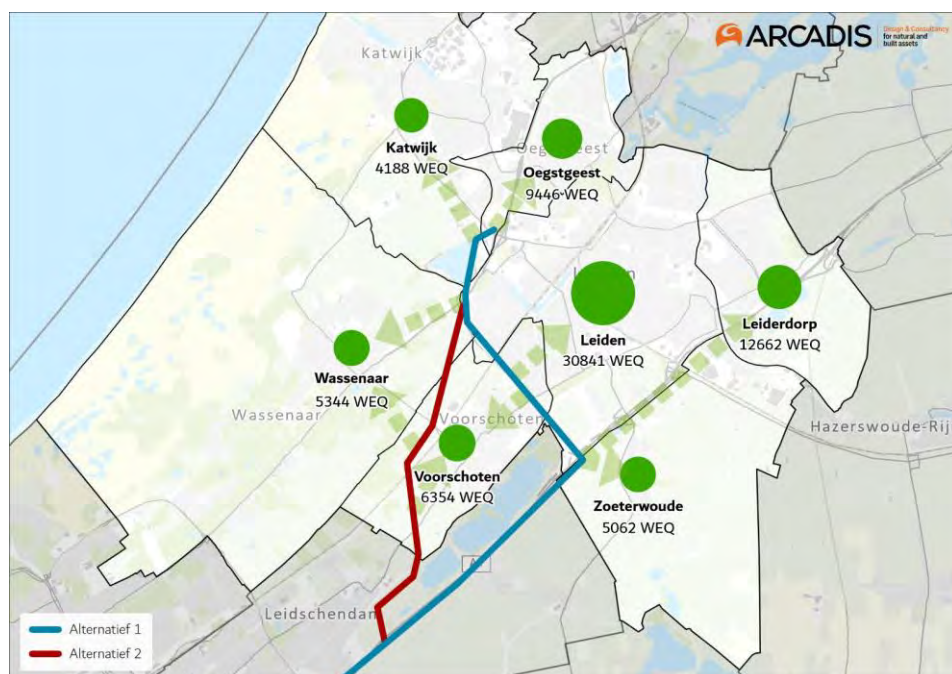 ARCADIS
Design & Consultancy
for natural and
built assets
Katwijk
Katwijk
4188 WEQ
Oegstgeest
Oegstgeest
9446 WEQ
Leiden
30841 WEQ
Leiderdorp
12662 WEQ
Wassenaar
5344 WEQ
Wassenaar
Voorschoten
Voorschoten
6354 WEQ
Zoeterwoude
5062 WEQ
Hazerswoude-Rij
Leidschendam
Alternatief 1
Alternatief 2